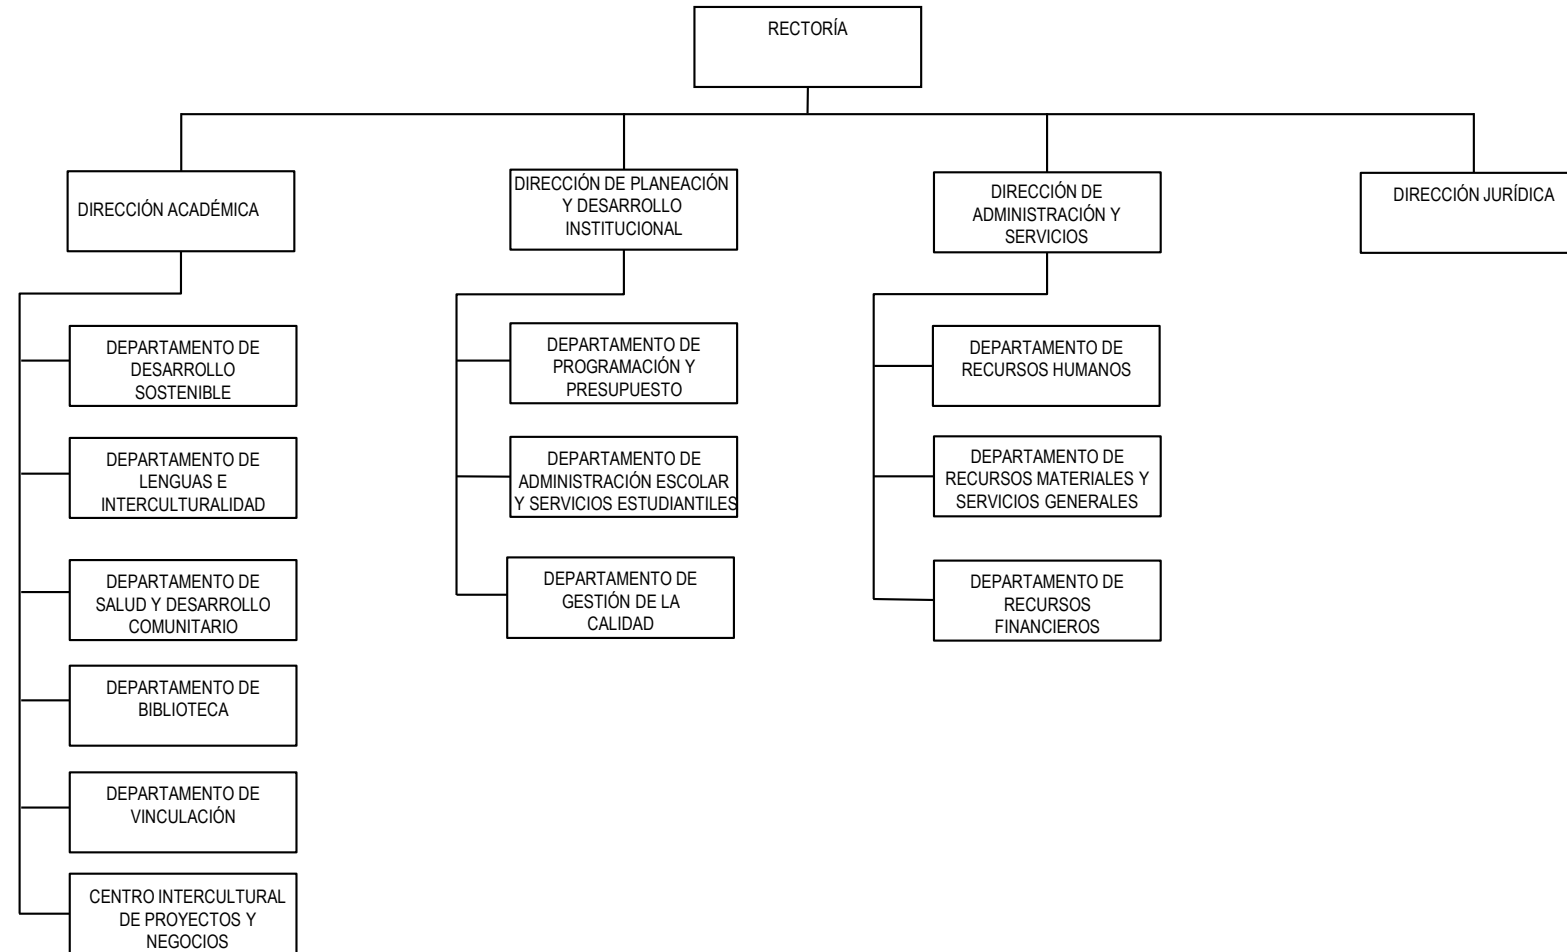 RECTORÍA
DIRECCIÓN ACADÉMICA
DIRECCIÓN DE PLANEACIÓN
Y DESARROLLO
INSTITUCIONAL
DIRECCIÓN DE
ADMINISTRACIÓN Y
SERVICIOS
DIRECCIÓN JURÍDICA
DEPARTAMENTO DE
DESARROLLO
SOSTENIBLE
DEPARTAMENTO DE
LENGUAS E
INTERCULTURALIDAD
DEPARTAMENTO DE
SALUD Y DESARROLLO
COMUNITARIO
DEPARTAMENTO DE
BIBLIOTECA
DEPARTAMENTO DE
VINCULACIÓN
CENTRO INTERCULTURAL
DE PROYECTOS Y
NEGOCIOS
DEPARTAMENTO DE
PROGRAMACIÓN Y
PRESUPUESTO
DEPARTAMENTO DE
ADMINISTRACIÓN ESCOLAR
Y SERVICIOS ESTUDIANTILES
DEPARTAMENTO DE
GESTIÓN DE LA
CALIDAD
DEPARTAMENTO DE
RECURSOS HUMANOS
DEPARTAMENTO DE
RECURSOS MATERIALES Y
SERVICIOS GENERALES
DEPARTAMENTO DE
RECURSOS
FINANCIEROS